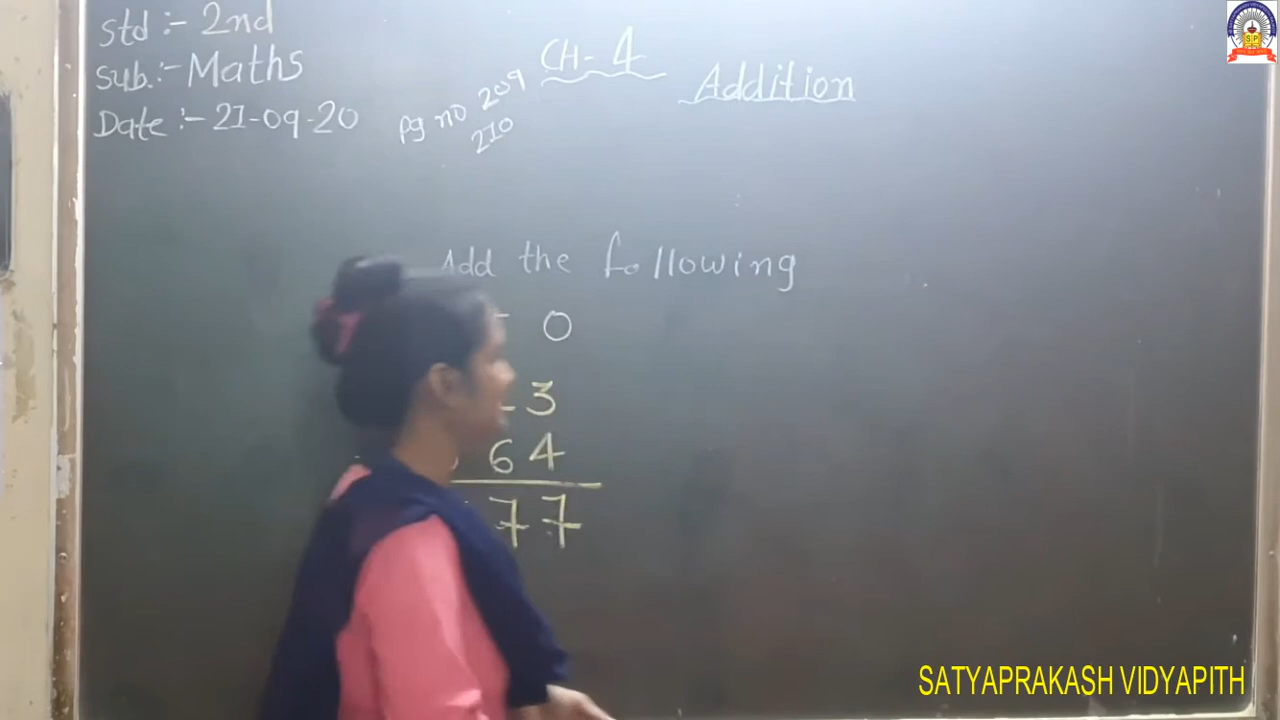 Std :- 2nd
Sub. :- Maths
Date :- 21-09-20
Pg no 209
210
CH- 4
Addition
Add the following
0
3
64
77
SP
SATYAPRAKASH VIDYAPITH